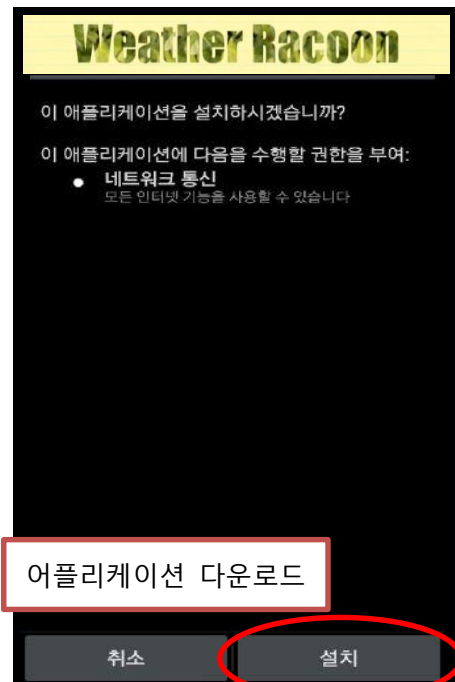 Weather Racoon
이 애플리케이션을 설치하시겠습니까?
이 애플리케이션에 다음을 수행할 권한을 부여:
● 네트워크 통신
모든 인터넷 기능을 사용할 수 있습니다
어플리케이션 다운로드
취소
설치